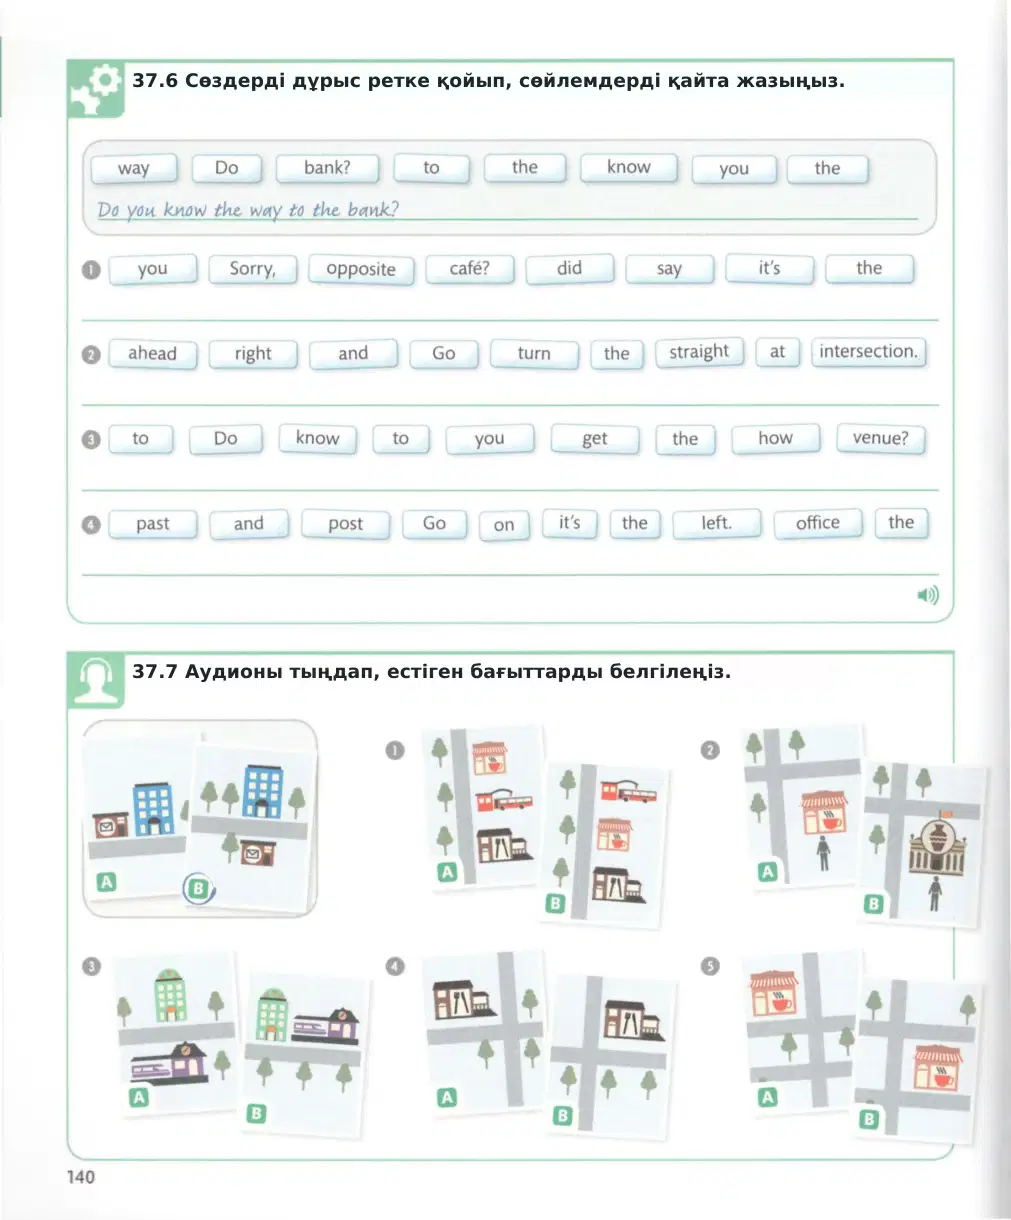 37.6 Сөздерді дұрыс ретке қойып, сөйлемдерді қайта жазыңыз.
way Do bank? to the know you the
Do you know the way to the bank?
1 you Sorry, opposite café? did say it's the
2 ahead right and Go turn the straight at intersection.
3 to Do know to you get the how venue?
4 past and post Go on it's the left. office the
37.7 Аудионы тыңдап, естіген бағыттарды белгілеңіз.
A B
1 A B
2 A B
3 A B
4 A B
5 A B
140